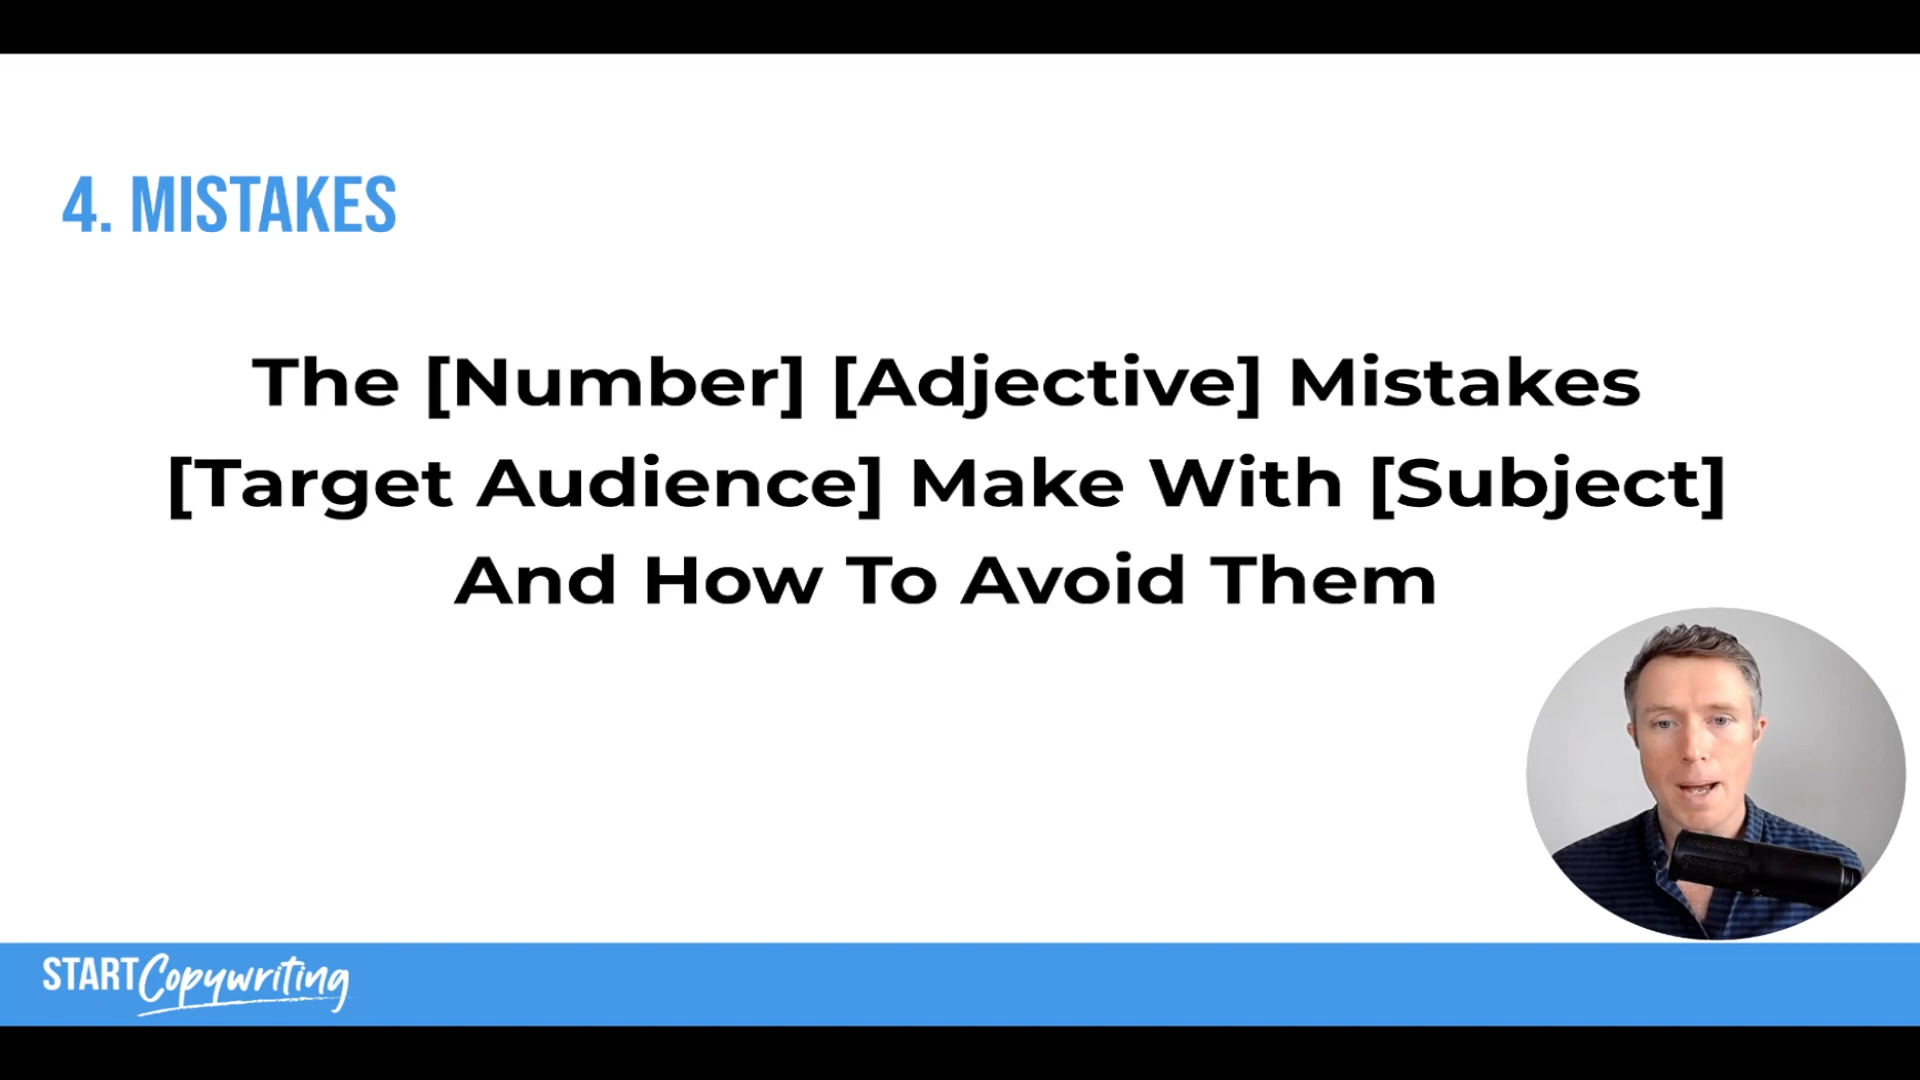 4. MISTAKES
The [Number] [Adjective] Mistakes
[Target Audience] Make With [Subject]
And How To Avoid Them
START Copywriting